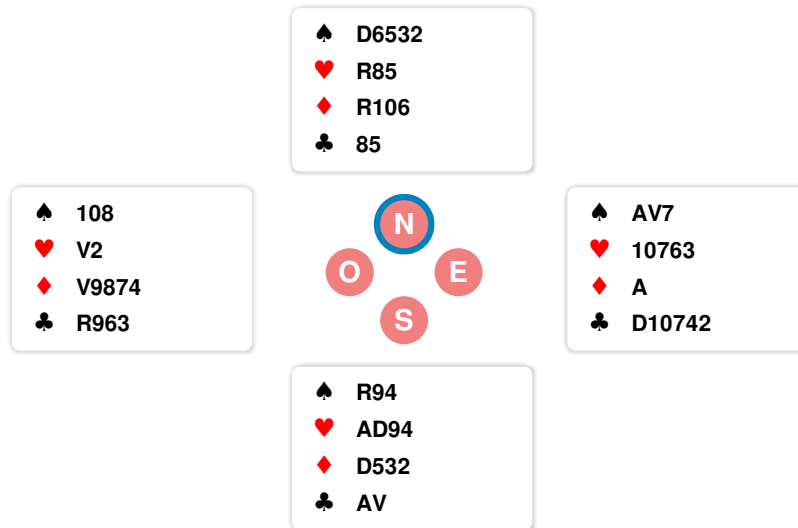 ♠ D6532
♥ R85
♦ R106
♣ 85
♠ 108
♥ V2
♦ V9874
♣ R963
N
O
E
S
♠ AV7
♥ 10763
♦ A
♣ D10742
♠ R94
♥ AD94
♦ D532
♣ AV